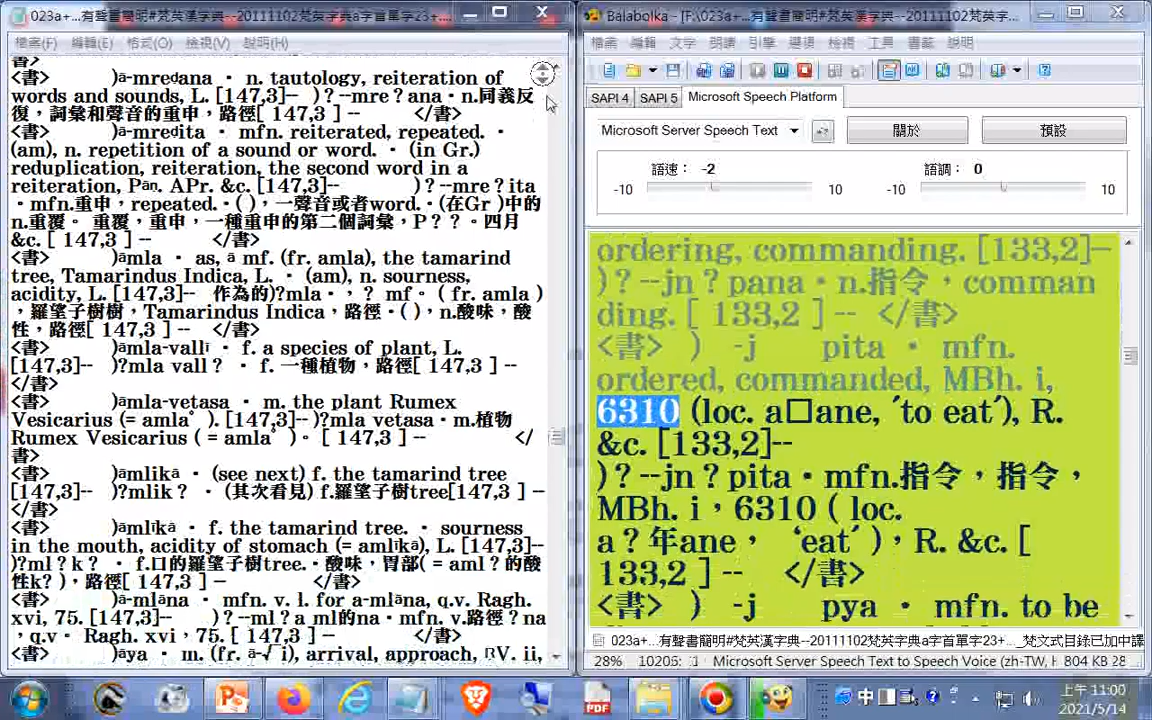 023a+...有聲書簡明#梵英漢字典--20111102梵英字典a字首單字23+...
檔案(F) 編輯(E) 格式(O) 檢視(V) 說明(H)
書>
<書> )ā-mredana · n. tautology, reiteration of
words and sounds, L. [147,3]-- )?--mre?ana · n.同義反
復，詞彙和聲音的重申，路徑[ 147,3 ] -- </書>
<書> )ā-mredita · mfn. reiterated, repeated. ·
(am), n. repetition of a sound or word. · (in Gr.)
reduplication, reiteration, the second word in a
reiteration, Pān. APr. &c. [147,3]-- )?--mre?ita
· mfn.重申，repeated. · ( )，一聲音或者word. · (在Gr )中的
n.重覆。 重覆，重申，一種重申的第二個詞彙，P??。四月
&c. [ 147,3 ] -- </書>
<書> )āmla · as, ā mf. (fr. amla), the tamarind
tree, Tamarindus Indica, L. · (am), n. sourness,
acidity, L. [147,3]-- 作為的)?mla · ，? mf。( fr. amla )
，羅望子樹樹，Tamarindus Indica，路徑 · ( )，n.酸味，酸
性，路徑[ 147,3 ] -- </書>
<書> )āmla-vallī · f. a species of plant, L.
[147,3]-- )?mla vall? · f. 一種植物，路徑[ 147,3 ] --
</書>
<書> )āmla-vetasa · m. the plant Rumex
Vesicarius (= amla°). [147,3]--)?mla vetasa · m.植物
Rumex Vesicarius ( = amla°)。[ 147,3 ] -- </
書>
<書> )āmlikā · (see next) f. the tamarind tree
[147,3]-- )?mlik? · (其次看見) f.羅望子樹tree[147,3 ] --
</書>
<書> )āmlīkā · f. the tamarind tree. · sourness
in the mouth, acidity of stomach (= amlīkā), L. [147,3]--
)?ml?k? · f.口的羅望子樹tree. · 酸味，胃部( = aml?的酸
性k?)，路徑[ 147,3 ] -- </書>
<書> )ā-mlāna · mfn. v. l. for a-mlāna, q.v. Ragh.
xvi, 75. [147,3]-- )?--ml?a ml的na · mfn. v.路徑?na
，q.v · Ragh. xvi，75. [ 147,3 ] -- </書>
<書> )āya · m. (fr. ā-√ i), arrival, approach, RV. ii,
Balabolka - [F:\023a+...有聲書簡明#梵英漢字典--20111102梵英字...
檔案 編輯 文字 朗讀 引擎 選項 檢視 工具 書籤 說明
SAPI 4 SAPI 5 Microsoft Speech Platform
Microsoft Server Speech Text 關於 預設
語速： -2 語調： 0
-10 10 -10 10
ordering, commanding. [133,2]--
)?--jn?pana · n.指令，comman
ding. [ 133,2 ] -- </書>
<書> ) -j pita · mfn.
ordered, commanded, MBh. i,
6310 (loc. a□ane, 'to eat'), R.
&c. [133,2]--
)?--jn?pita · mfn.指令，指令，
MBh. i，6310 ( loc.
a?年ane， 'eat' )，R. &c. [
133,2 ] -- </書>
<書> ) -j pya · mfn. to be
023a+...有聲書簡明#梵英漢字典--20111102梵英字典a字首單字23+..._梵文式目錄已加中譯
28% 10205: :1 Microsoft Server Speech Text to Speech Voice (zh-TW, H 804 KB 28
中
上午 11:00
2021/5/14